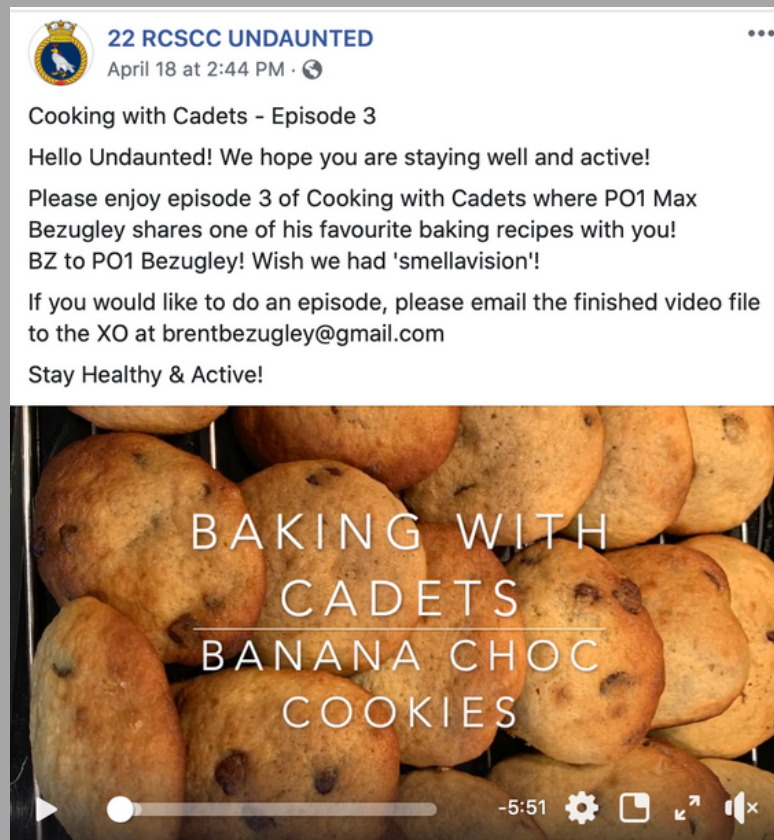 22 RCSCC UNDAUNTED
April 18 at 2:44 PM ·
Cooking with Cadets - Episode 3
Hello Undaunted! We hope you are staying well and active!
Please enjoy episode 3 of Cooking with Cadets where PO1 Max
Bezugley shares one of his favourite baking recipes with you!
BZ to PO1 Bezugley! Wish we had 'smellavision'!
If you would like to do an episode, please email the finished video file
to the XO at brentbezugley@gmail.com
Stay Healthy & Active!
BAKING WITH
CADETS
BANANA CHOC
COOKIES
-5:51